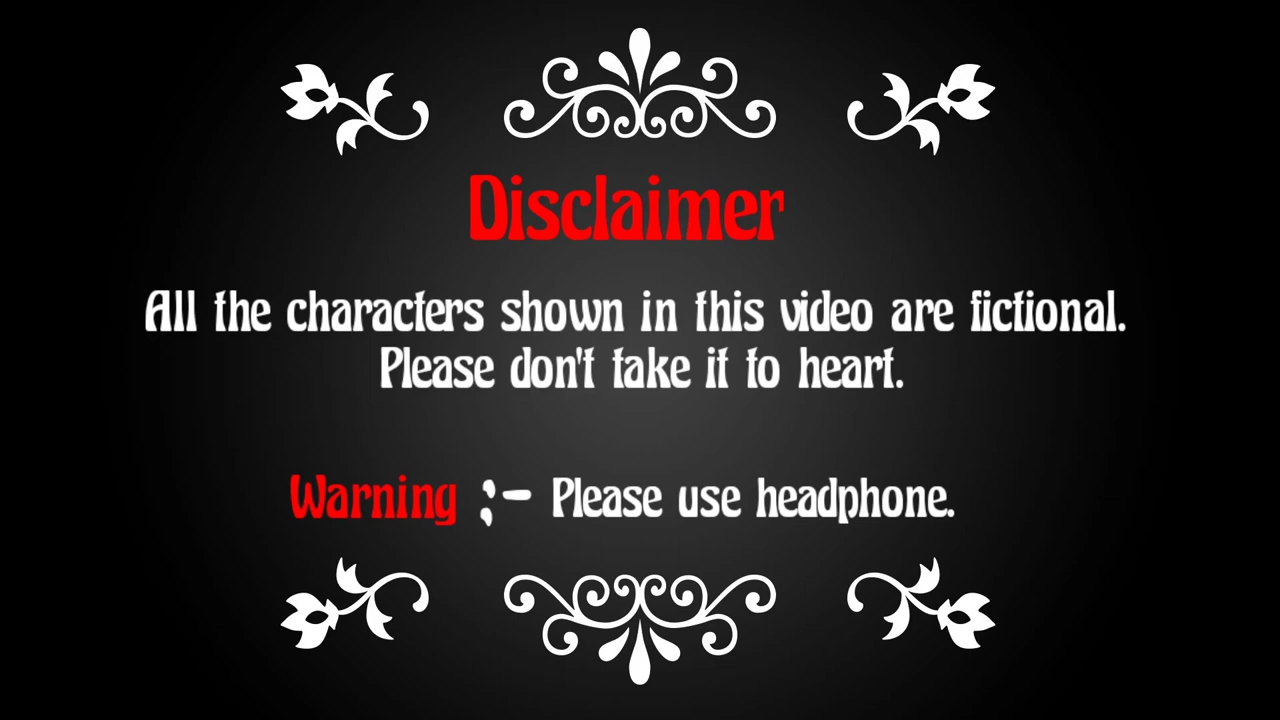 Disclaimer
All the characters shown in this video are fictional.
Please don't take it to heart.
Warning ;- Please use headphone.